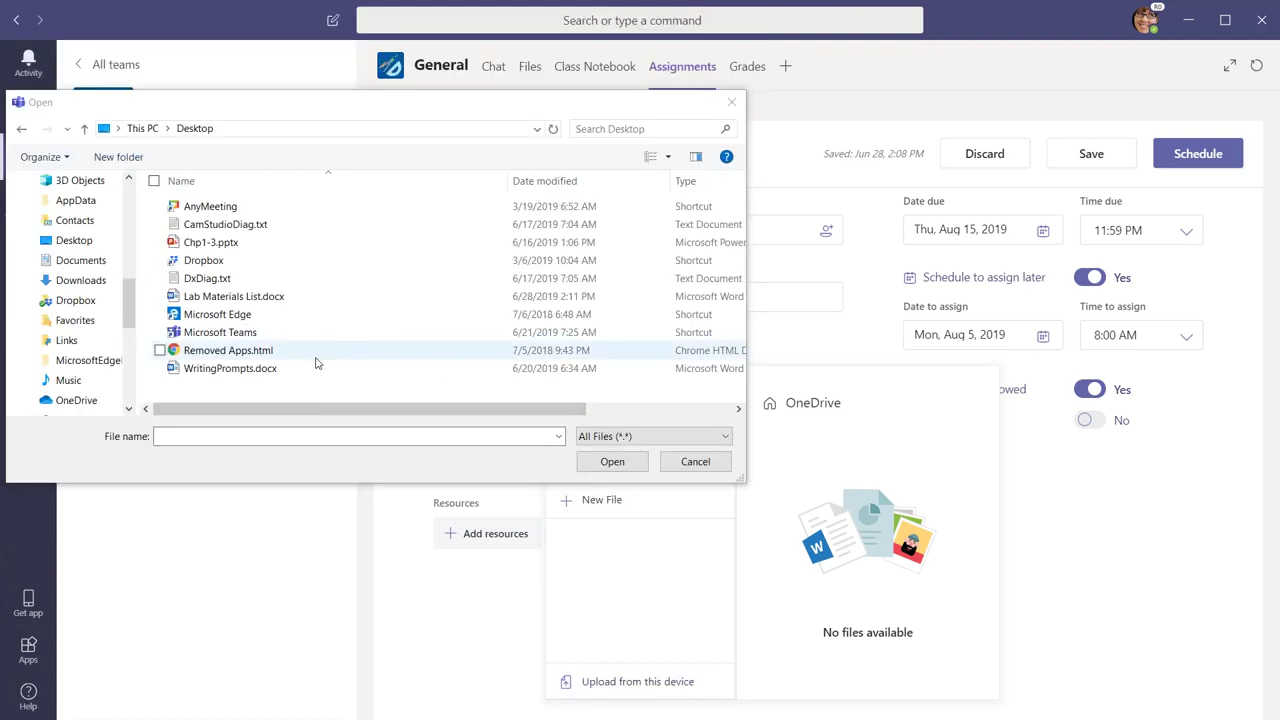 Search or type a command
RO
Activity
All teams
General
Chat
Files
Class Notebook
Assignments
Grades
Open
This PC
Desktop
Search Desktop
Organize
New folder
Saved: Jun 28, 2:08 PM
Discard
Save
Schedule
3D Objects
AppData
Contacts
Desktop
Documents
Downloads
Dropbox
Favorites
Links
MicrosoftEdge
Music
OneDrive
Name
Date modified
Type
AnyMeeting 3/19/2019 6:52 AM Shortcut
CamStudioDiag.txt 6/17/2019 7:04 AM Text Document
Chp1-3.pptx 6/16/2019 1:06 PM Microsoft Power
Dropbox 3/6/2019 10:04 AM Shortcut
DxDiag.txt 6/17/2019 7:05 AM Text Document
Lab Materials List.docx 6/28/2019 2:11 PM Microsoft Word
Microsoft Edge 7/6/2018 6:48 AM Shortcut
Microsoft Teams 6/21/2019 7:25 AM Shortcut
Removed Apps.html 7/5/2018 9:43 PM Chrome HTML D
WritingPrompts.docx 6/20/2019 6:34 AM Microsoft Word
File name:
All Files (*.*)
Open
Cancel
Date due
Time due
Thu, Aug 15, 2019
11:59 PM
Schedule to assign later
Yes
Date to assign
Time to assign
Mon, Aug 5, 2019
8:00 AM
owed
Yes
No
OneDrive
Resources
Add resources
New File
No files available
Upload from this device
Get app
Apps
Help